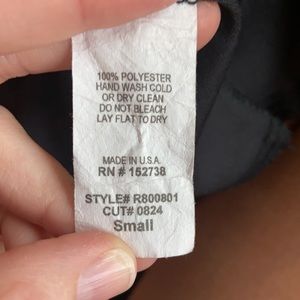 100% POLYESTER
HAND WASH COLD
OR DRY CLEAN
DO NOT BLEACH
LAY FLAT TO DRY
MADE IN U.S.A.
RN # 152738
STYLE# R800801
CUT# 0824
Small